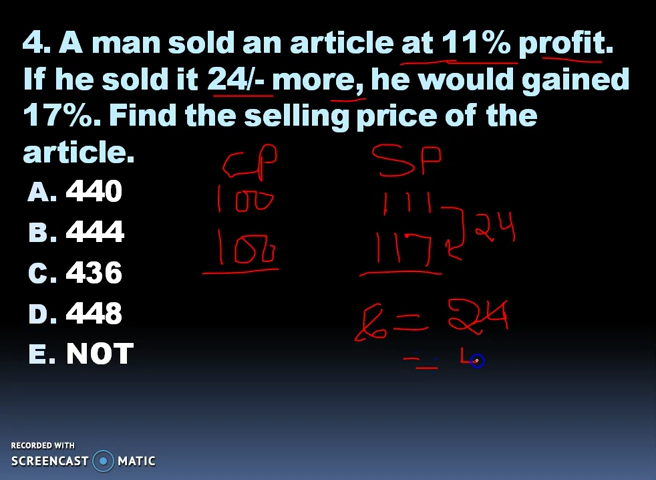 4. A man sold an article at 11% profit.
If he sold it 24/- more, he would gained
17%. Find the selling price of the
article.
CP SP
A. 440
100 111
B. 444
24
100 117
C. 436
D. 448
6 = 24
E. NOT
= 4
RECORDED WITH
SCREENCAST MATIC